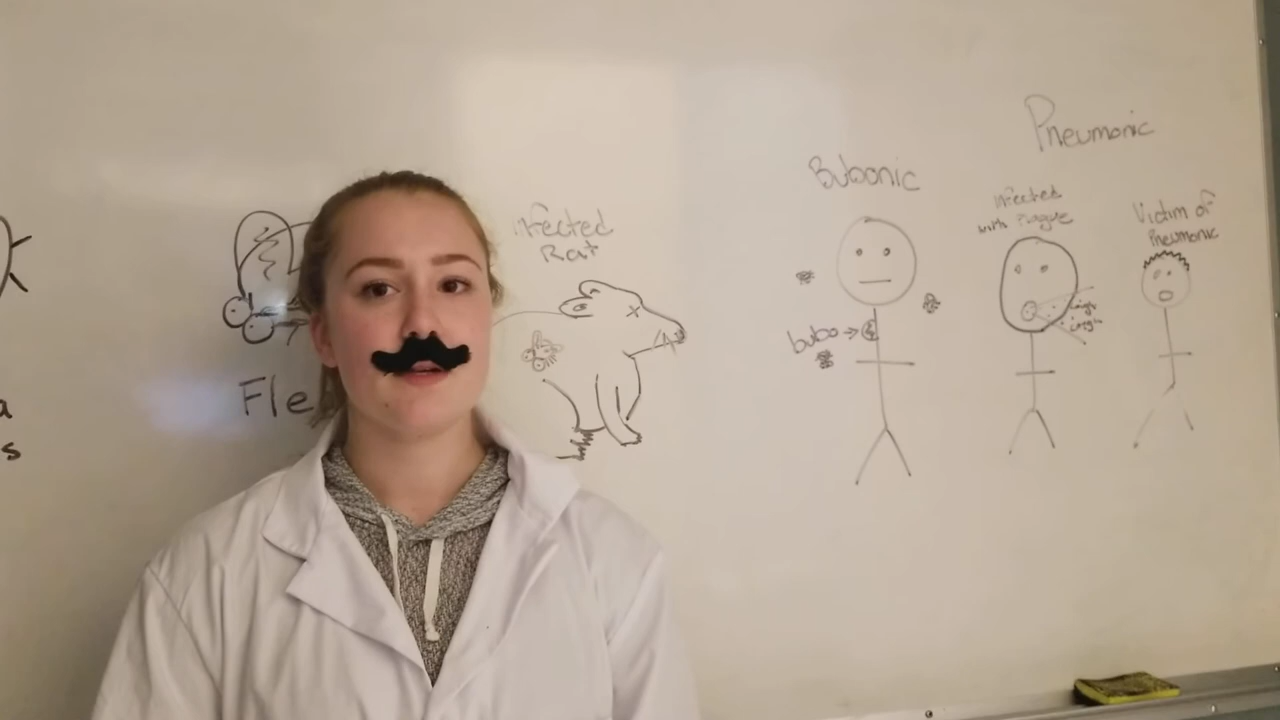 a
s
Fle
infected
Rat
Bubonic
bubo
Pneumonic
infected
with Plague
cough
cough
Victim of
Pneumonic